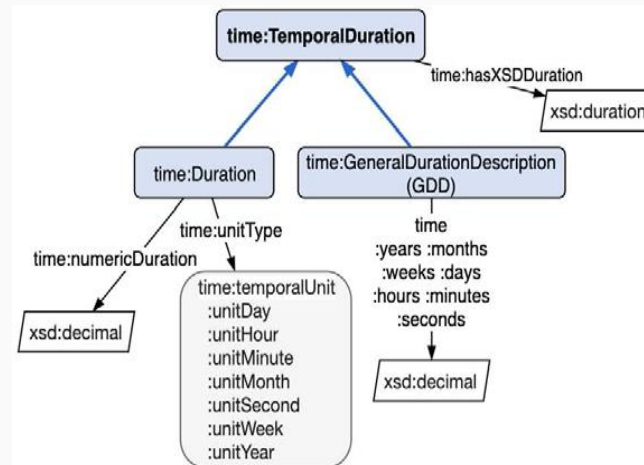 time:TemporalDuration
time:hasXSDDuration
xsd:duration
time:Duration
time:GeneralDurationDescription
(GDD)
time:unitType
time:numericDuration
time
:years :months
:weeks :days
:hours :minutes
:seconds
xsd:decimal
time:temporalUnit
:unitDay
:unitHour
:unitMinute
:unitMonth
:unitSecond
:unitWeek
:unitYear
xsd:decimal